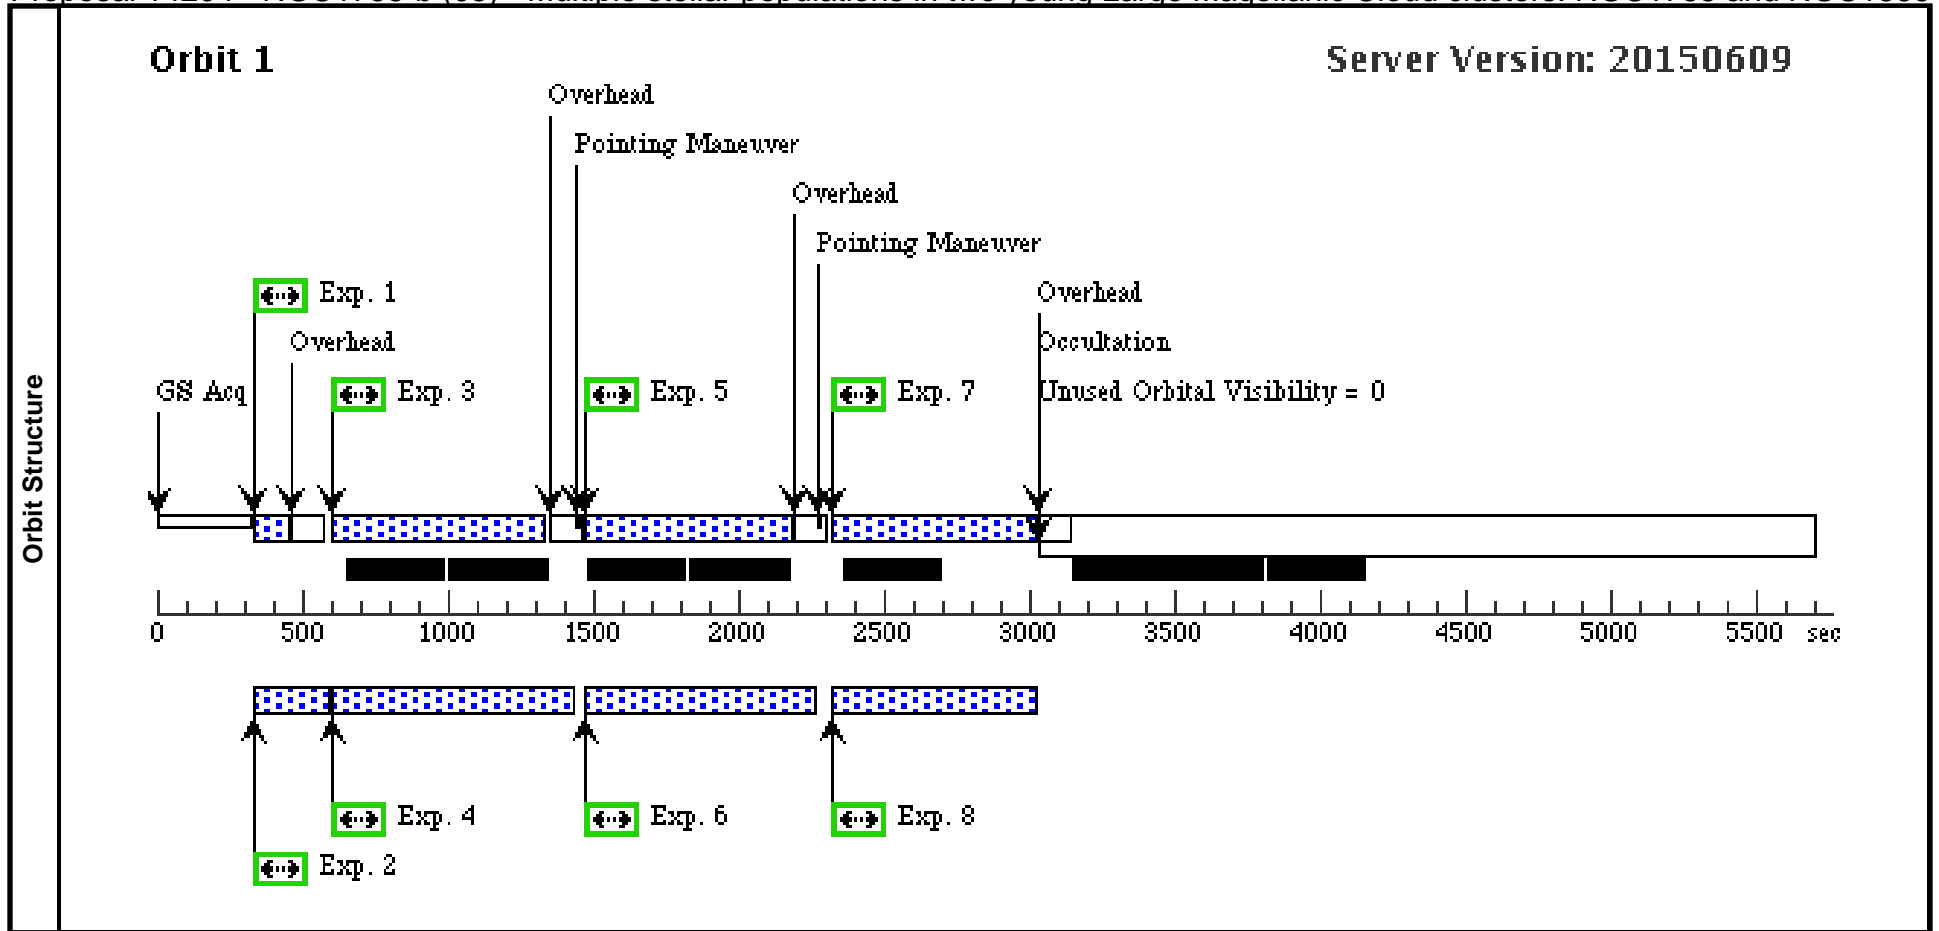 Orbit Structure
Orbit 1
Server Version: 20150609
Overhead
Pointing Maneuver
Overhead
Pointing Maneuver
Exp. 1
Overhead
Overhead
Occultation
GS Acq
Exp. 3
Exp. 5
Exp. 7
Unused Orbital Visibility = 0
0 500 1000 1500 2000 2500 3000 3500 4000 4500 5000 5500 sec
Exp. 4
Exp. 6
Exp. 8
Exp. 2